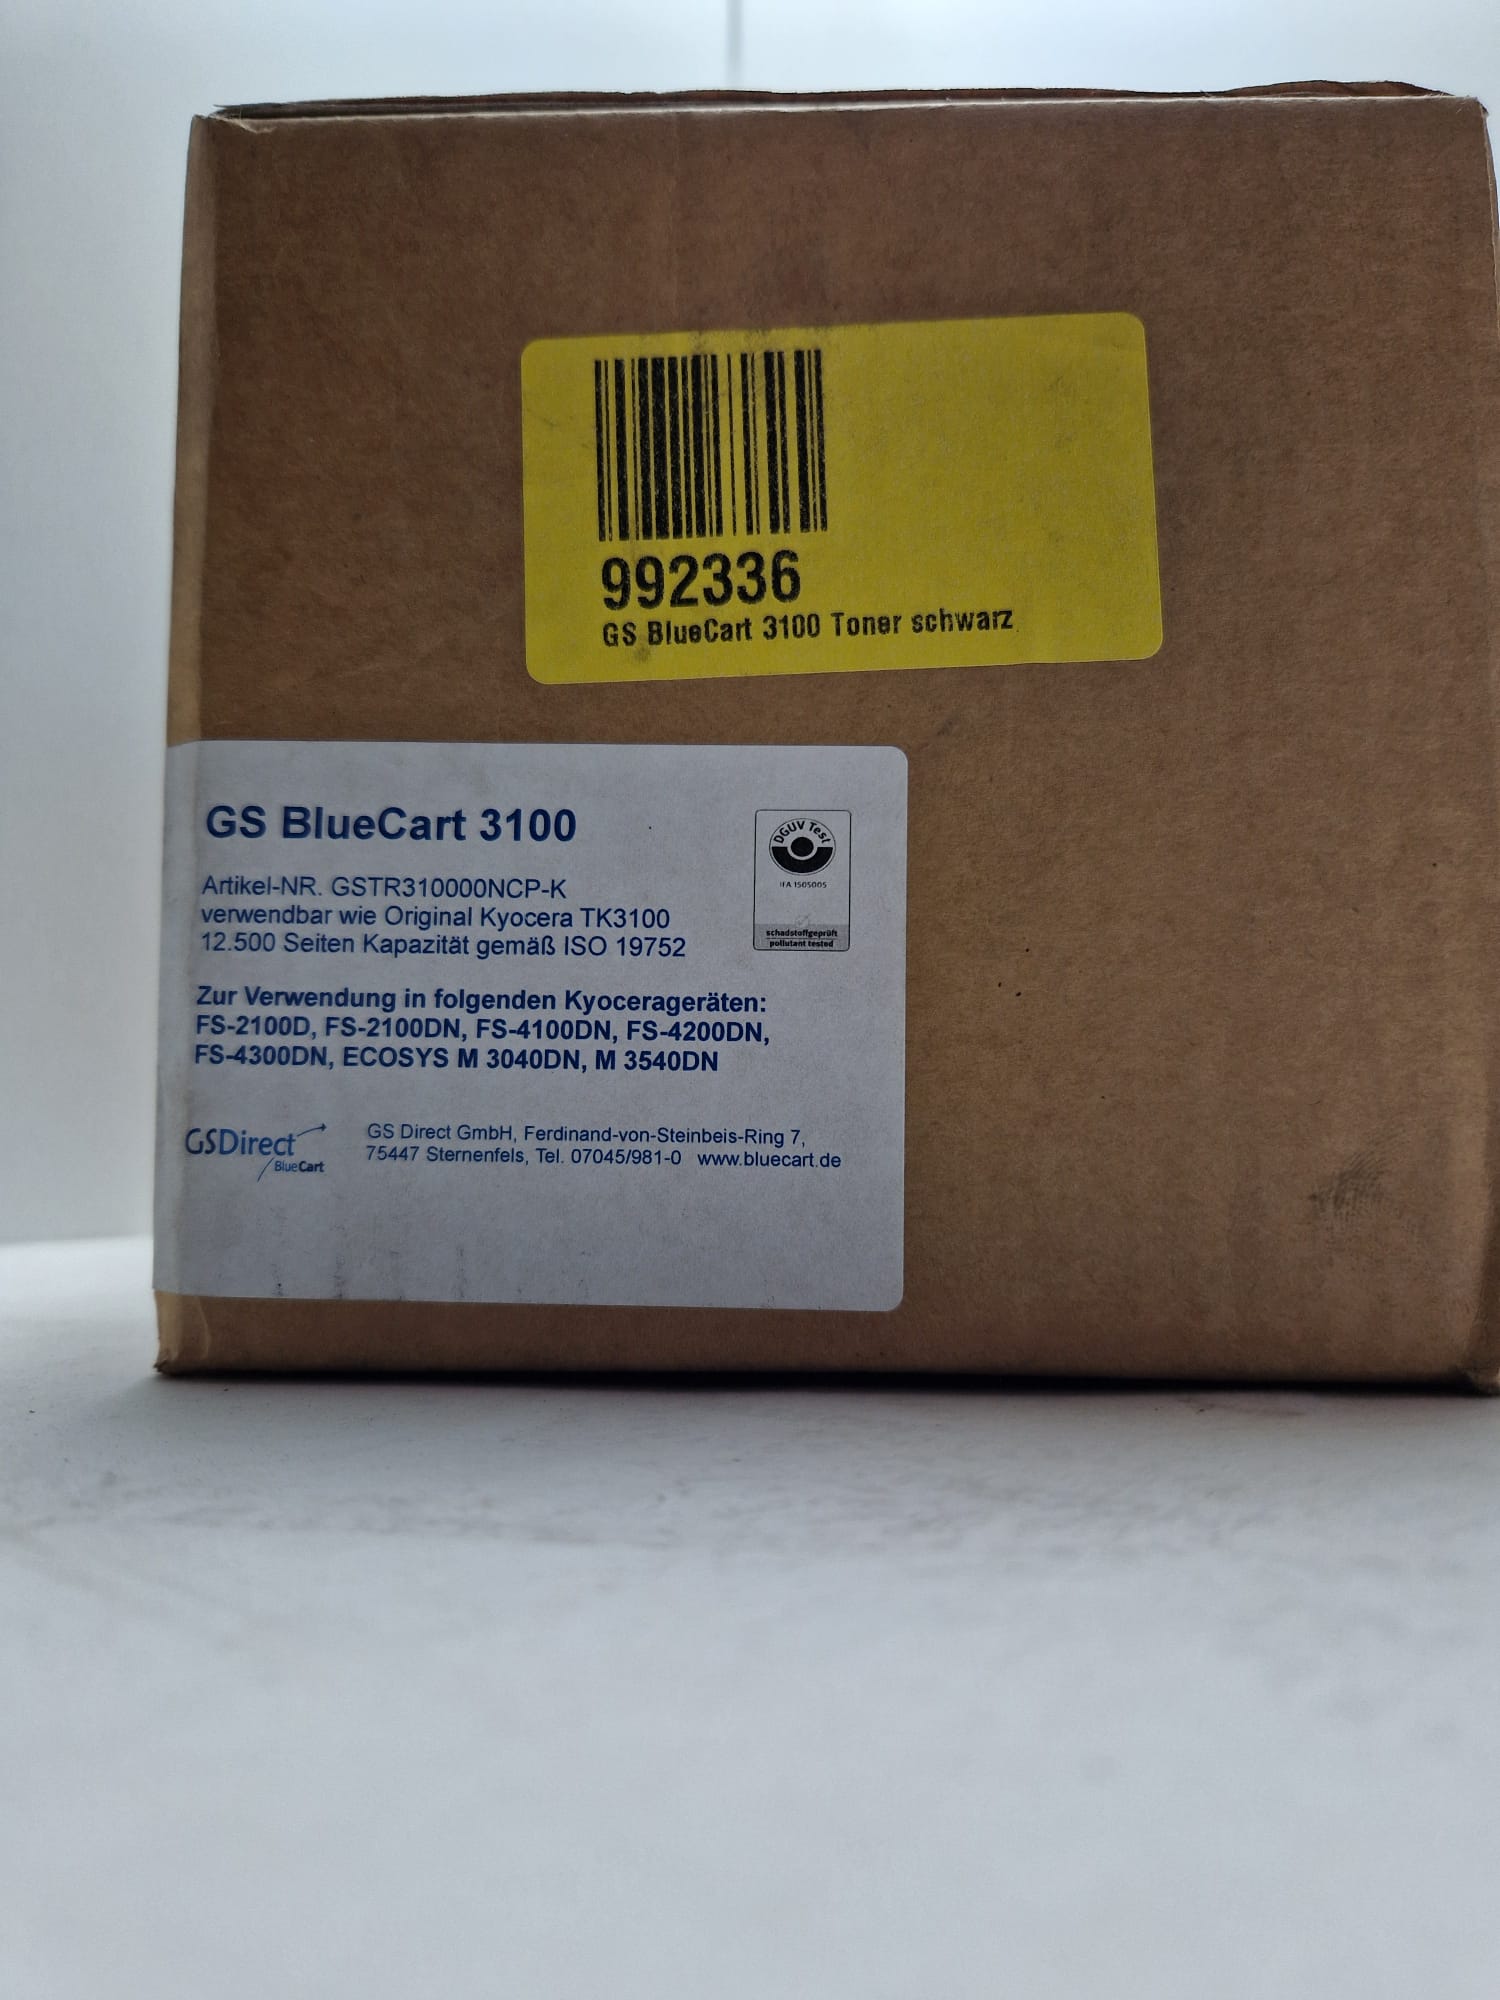 992336
GS BlueCart 3100 Toner schwarz
GS BlueCart 3100
DGUV Test
IFA 1505005
schadstoffgeprüft
pollutant tested
Artikel-NR. GSTR310000NCP-K
verwendbar wie Original Kyocera TK3100
12.500 Seiten Kapazität gemäß ISO 19752
Zur Verwendung in folgenden Kyocerageräten:
FS-2100D, FS-2100DN, FS-4100DN, FS-4200DN,
FS-4300DN, ECOSYS M 3040DN, M 3540DN
GSDirect
/BlueCart
GS Direct GmbH, Ferdinand-von-Steinbeis-Ring 7,
75447 Sternenfels, Tel. 07045/981-0 www.bluecart.de